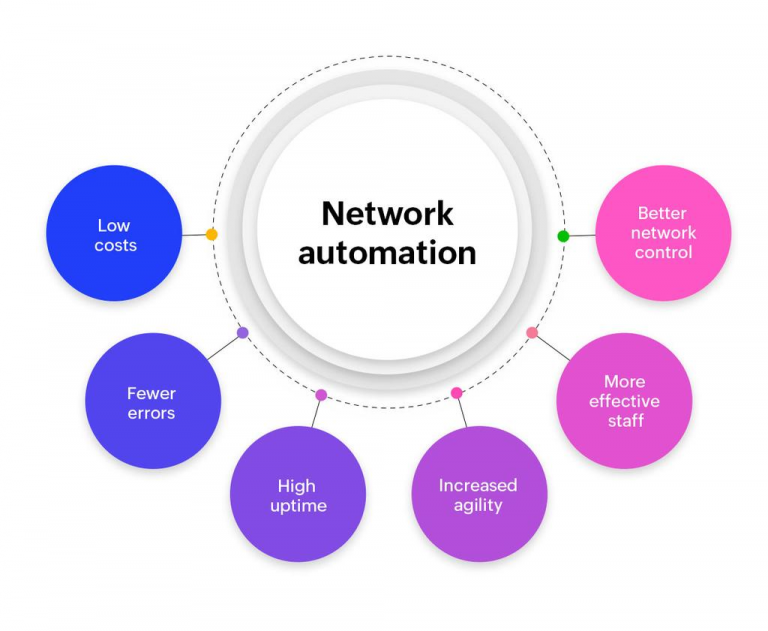 Network
automation
Low
costs
Fewer
errors
High
uptime
Increased
agility
More
effective
staff
Better
network
control